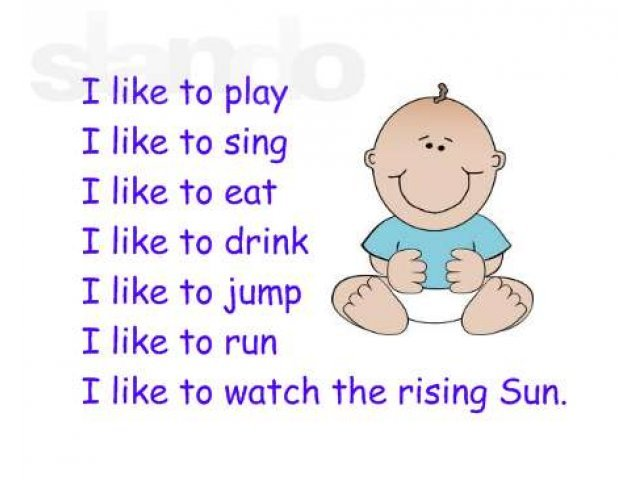 slando
I like to play
I like to sing
I like to eat
I like to drink
I like to jump
I like to run
I like to watch the rising Sun.